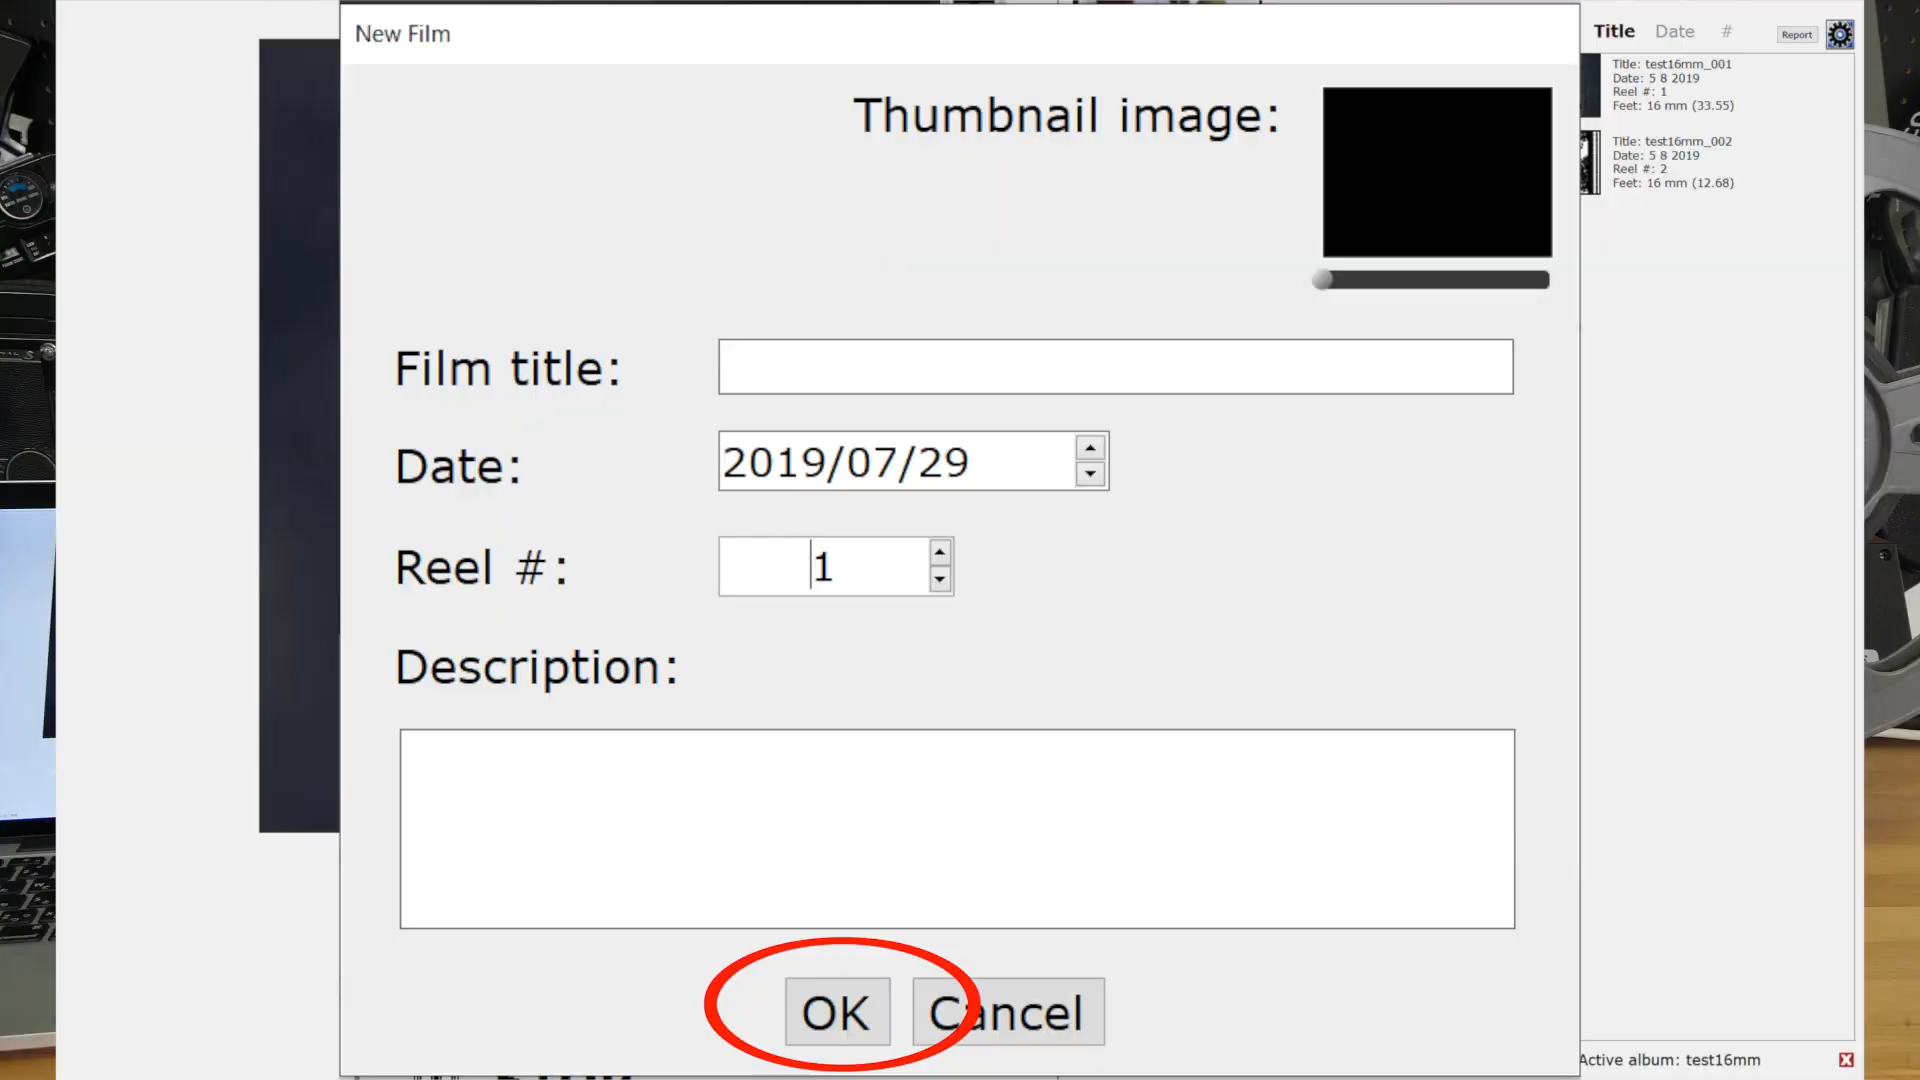 New Film
Thumbnail image:
Film title:
Date:
2019/07/29
Reel #:
1
Description:
OK
Cancel
Title Date #
Report
Title: test16mm_001
Date: 5 8 2019
Reel #: 1
Feet: 16 mm (33.55)
Title: test16mm_002
Date: 5 8 2019
Reel #: 2
Feet: 16 mm (12.68)
Active album: test16mm